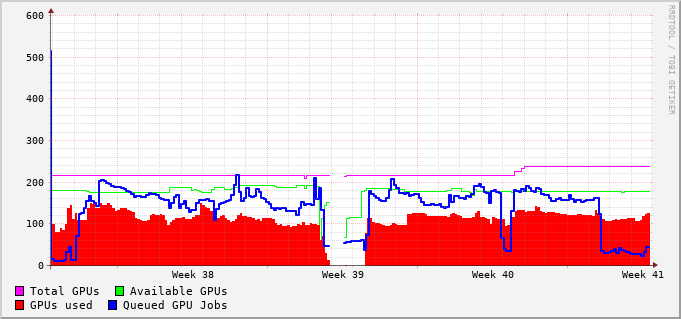 600
500
400
300
200
100
0
Week 38 Week 39 Week 40 Week 41
Total GPUs Available GPUs
GPUs used Queued GPU Jobs
RRDTOOL / TOBI OETIKER